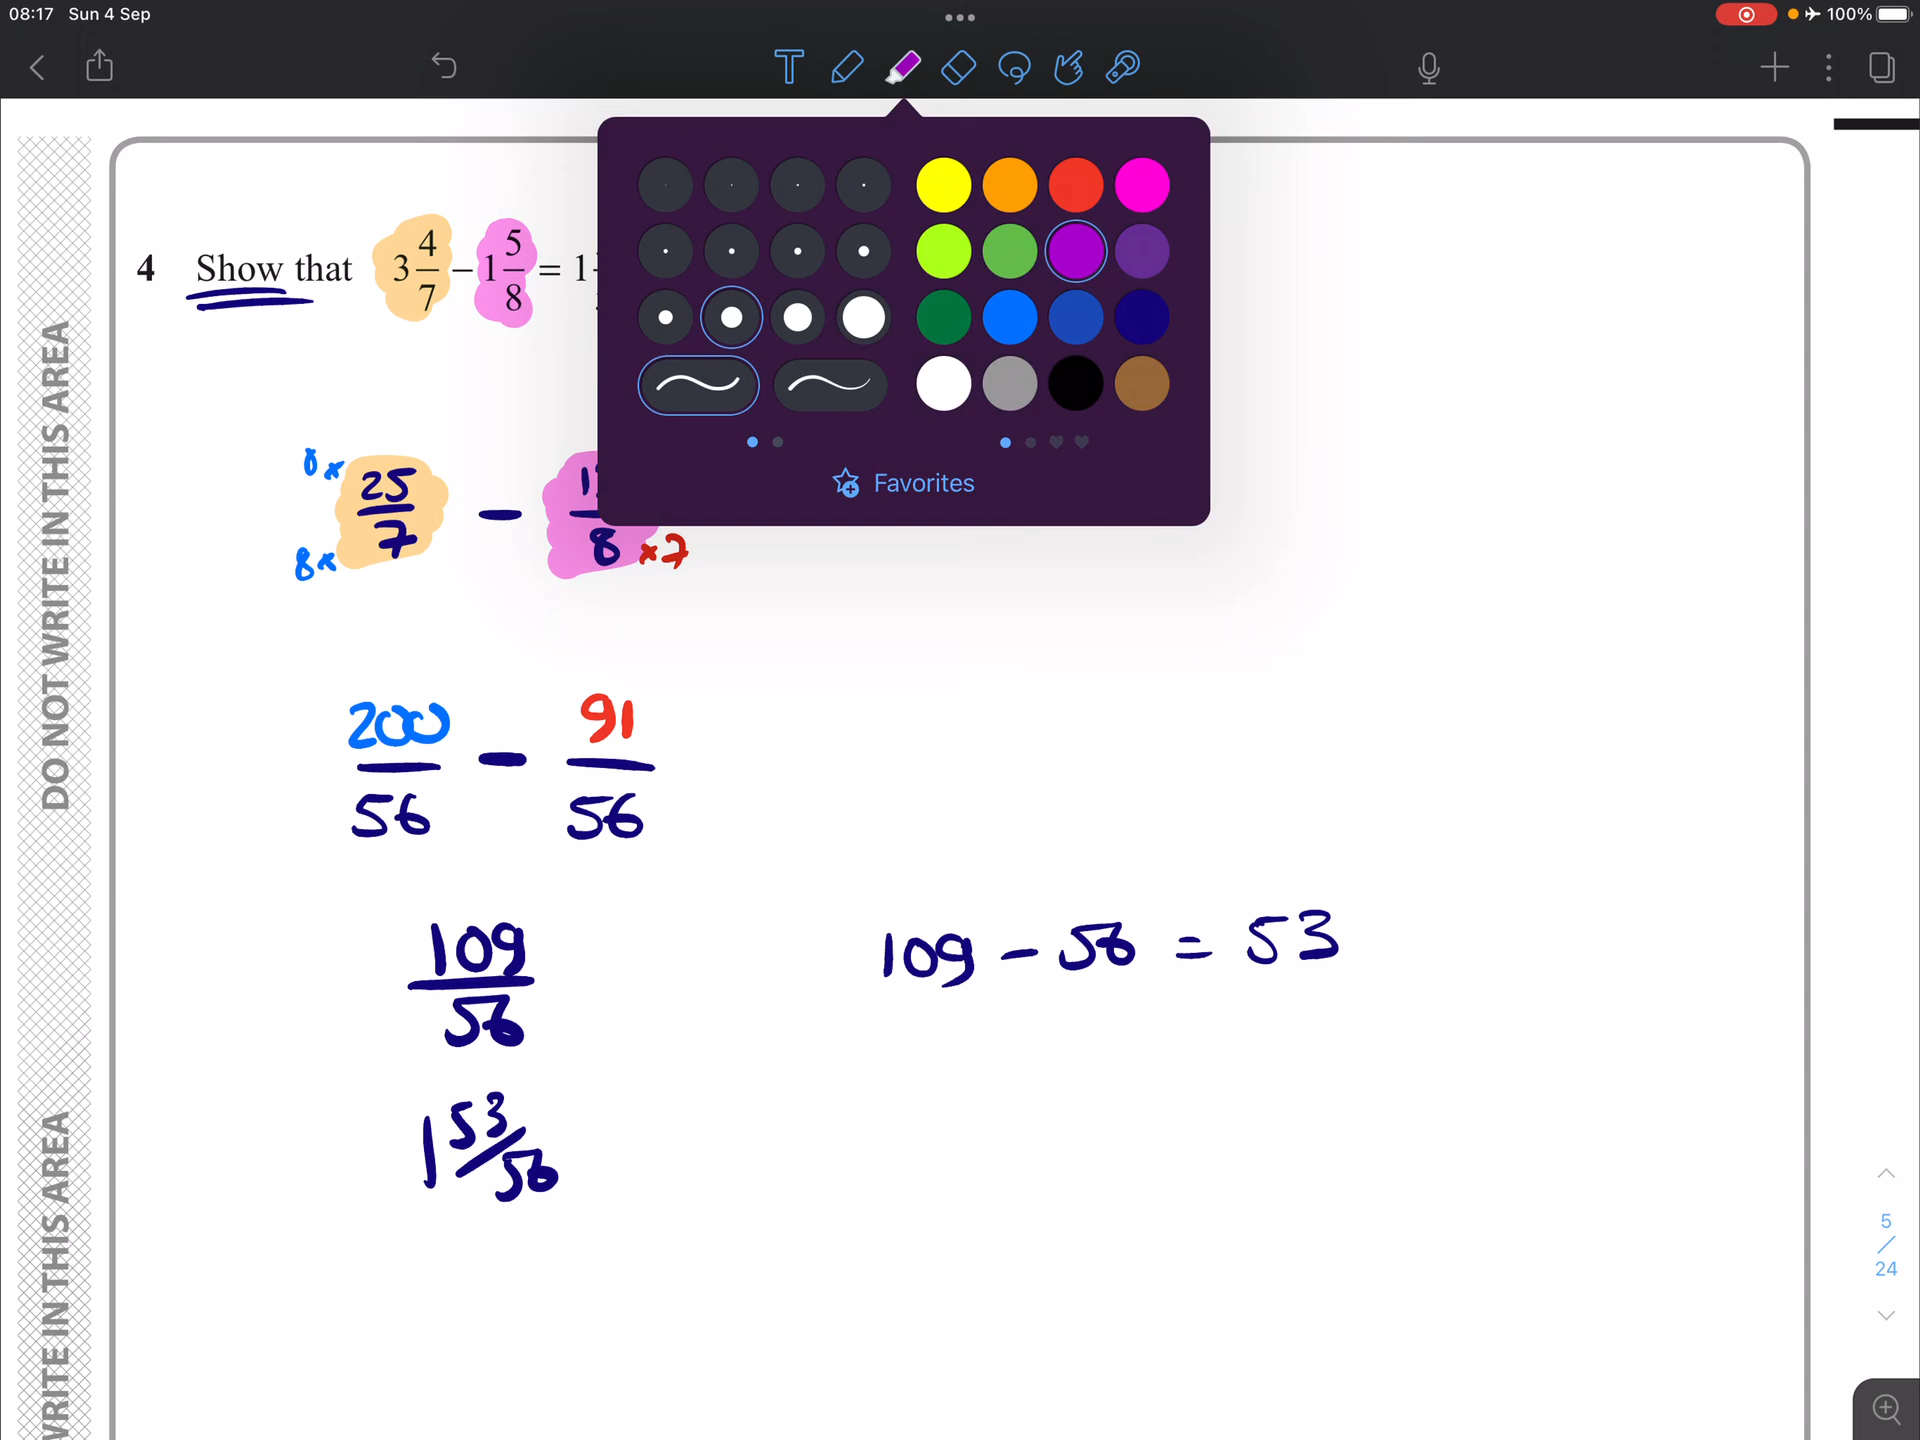 08:17 Sun 4 Sep
100%
Favorites
4 Show that 3 4/7 − 1 5/8 = 1
8× 25/7 − 8 ×7
8×
200/56 − 91/56
109/56
109 − 56 = 53
1 53/56
DO NOT WRITE IN THIS AREA
WRITE IN THIS AREA
5
/
24